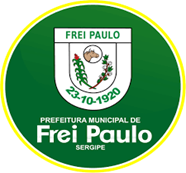 FREI PAULO
23-10-1920
PREFEITURA MUNICIPAL DE
Frei Paulo
SERGIPE